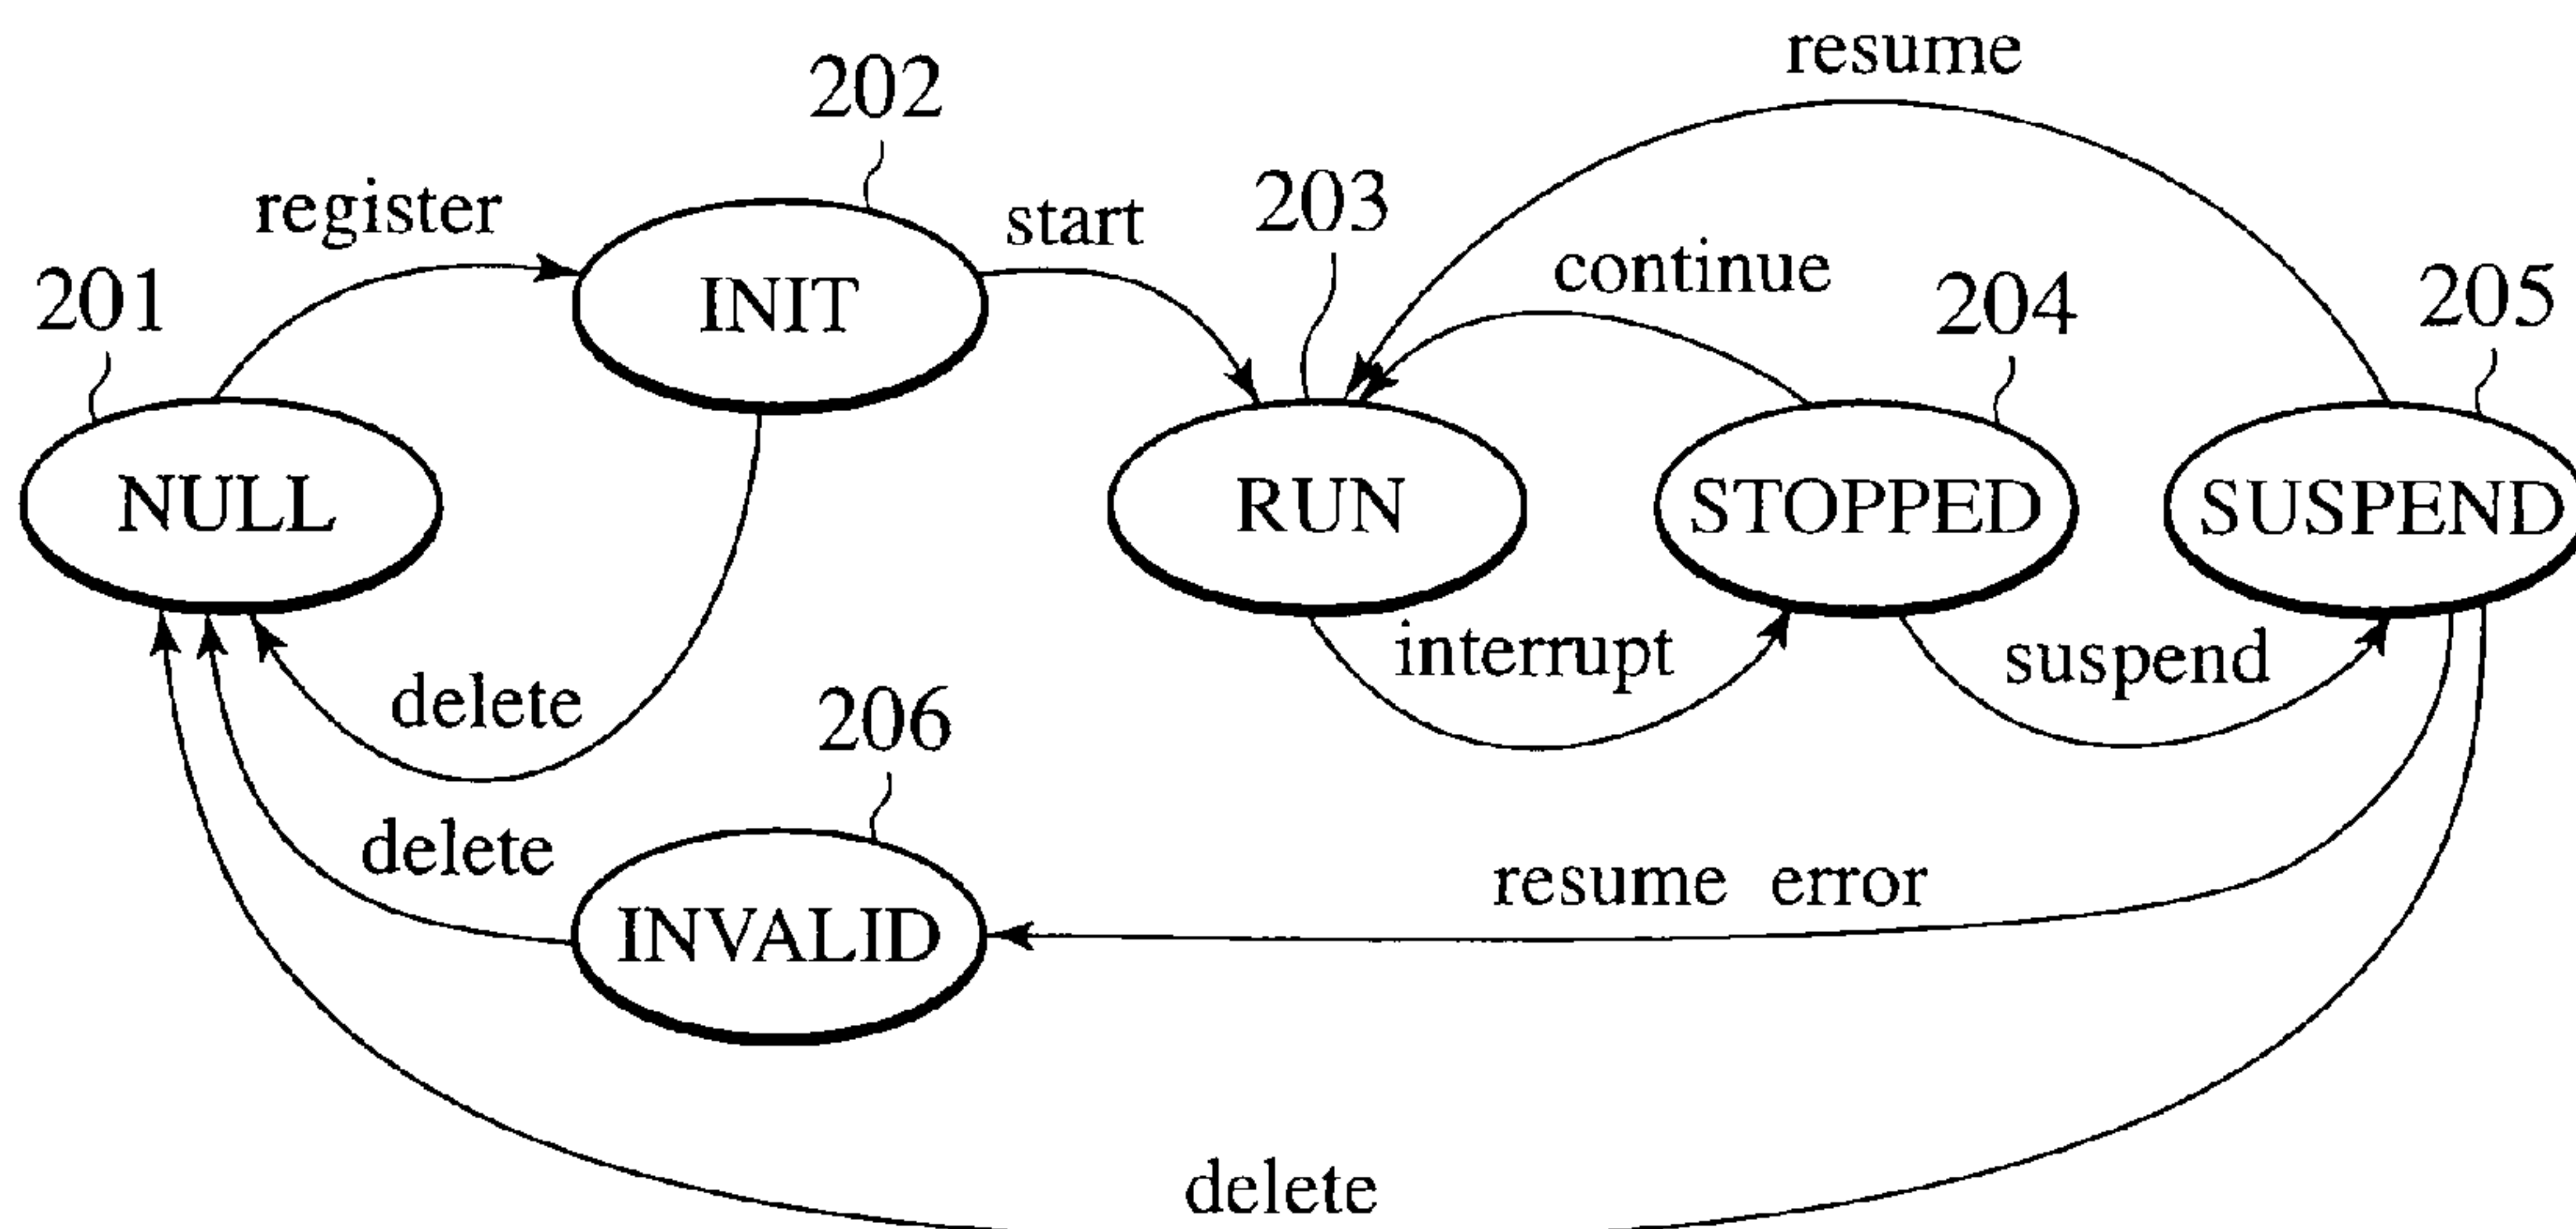 resume
202
register
start
203
continue
201
INIT
204
205
NULL
RUN
STOPPED
SUSPEND
interrupt
suspend
delete
206
delete
resume error
INVALID
delete